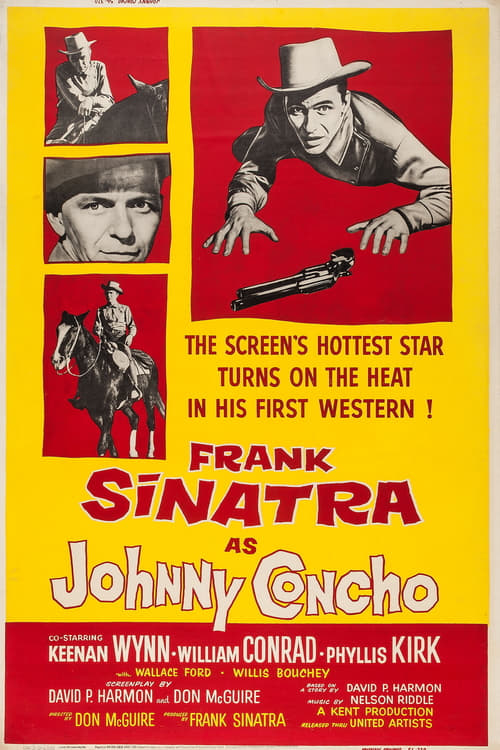 THE SCREEN'S HOTTEST STAR
TURNS ON THE HEAT
IN HIS FIRST WESTERN !
FRANK
SINATRA
AS
JOHNNY CONCHO
CO-STARRING
KEENAN WYNN · WILLIAM CONRAD · PHYLLIS KIRK
with WALLACE FORD · WILLIS BOUCHEY
SCREENPLAY BY
DAVID P. HARMON and DON McGUIRE
DIRECTED BY DON McGUIRE PRODUCED BY FRANK SINATRA
BASED ON A STORY BY DAVID P. HARMON
MUSIC BY NELSON RIDDLE
A KENT PRODUCTION
RELEASED THRU UNITED ARTISTS